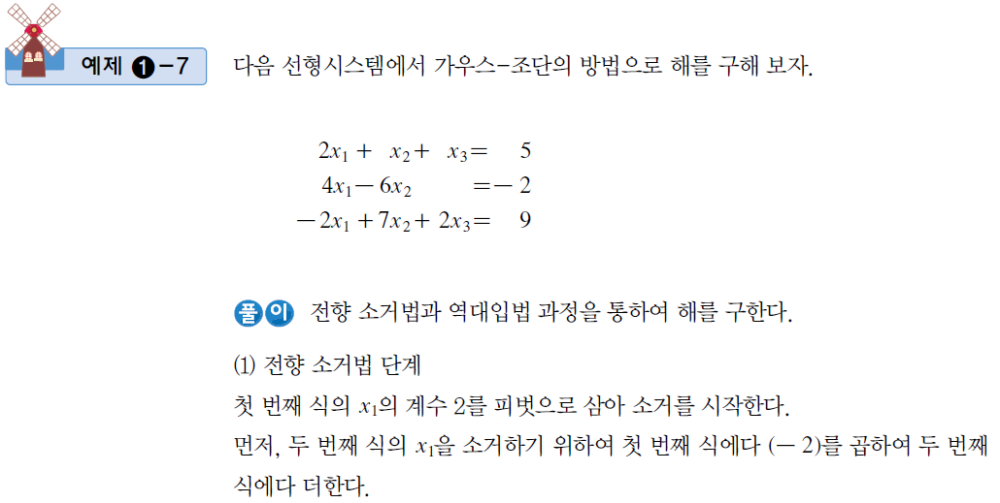 예제 ❶-7 다음 선형시스템에서 가우스-조단의 방법으로 해를 구해 보자.
2x₁ + x₂ + x₃ = 5
4x₁ - 6x₂ = - 2
- 2x₁ + 7x₂ + 2x₃ = 9
풀이 전향 소거법과 역대입법 과정을 통하여 해를 구한다.
(1) 전향 소거법 단계
첫 번째 식의 x₁의 계수 2를 피벗으로 삼아 소거를 시작한다.
먼저, 두 번째 식의 x₁을 소거하기 위하여 첫 번째 식에다 (- 2)를 곱하여 두 번째
식에다 더한다.